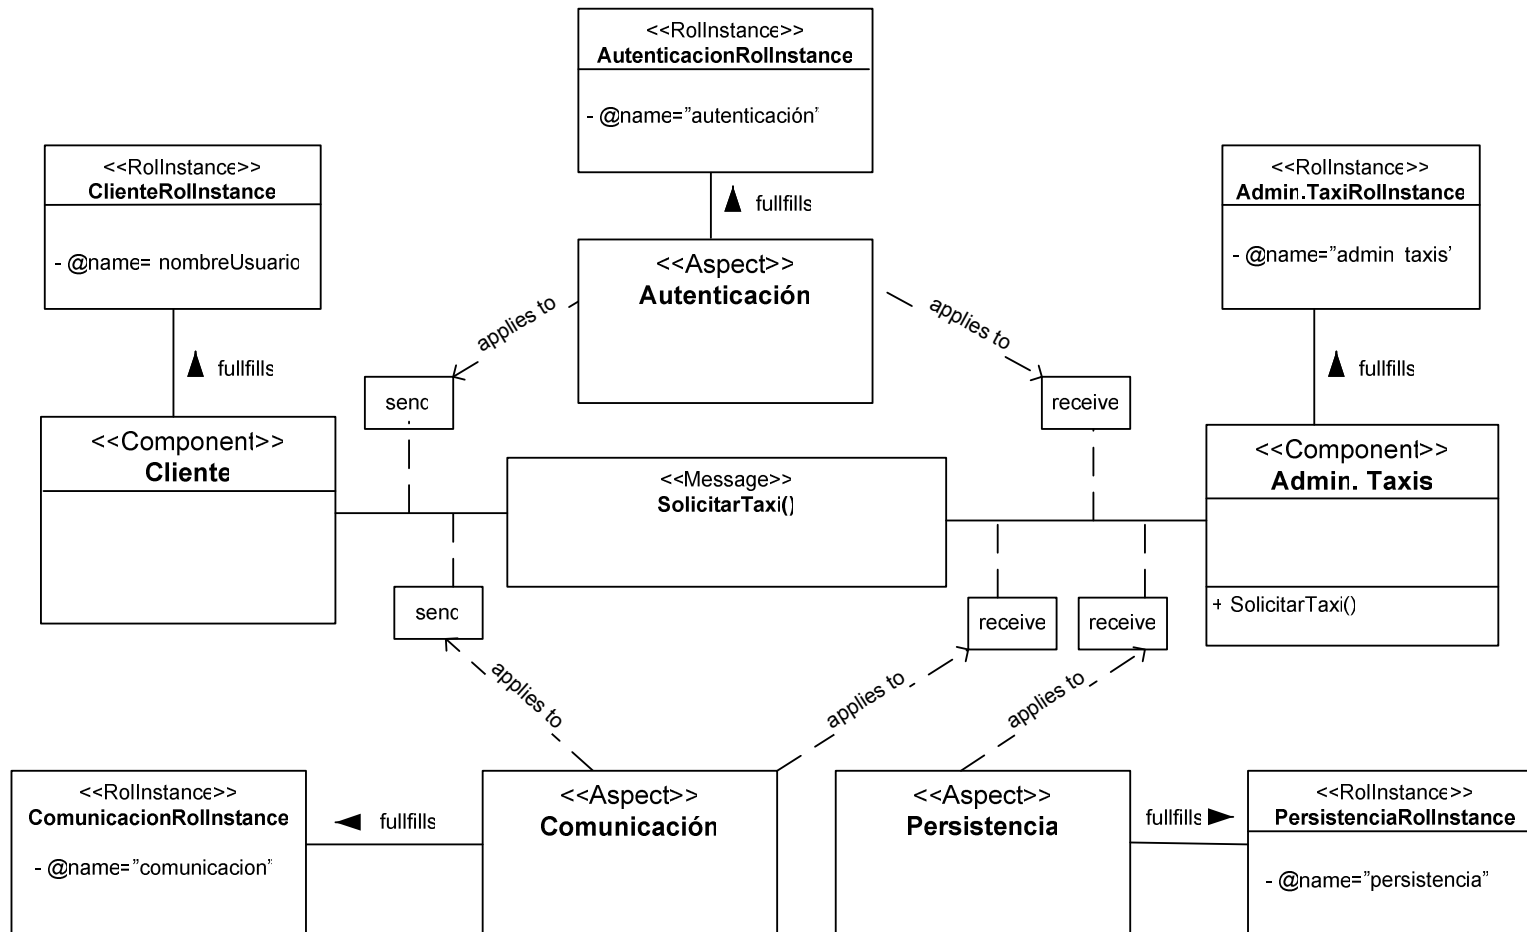 <<RolInstance>>
AutenticacionRolInstance
- @name=”autenticación’
<<RolInstance>>
ClienteRolInstance
- @name= nombreUsuario
<<RolInstance>>
Admin.TaxiRolInstance
- @name=”admin_taxis’
fullfills
<<Aspect>>
Autenticación
applies to
applies to
fullfills
fullfills
send
receive
<<Component>>
Cliente
<<Message>>
SolicitarTaxi()
<<Component>>
Admin. Taxis
+ SolicitarTaxi()
send
receive
receive
applies to
applies to
applies to
<<RolInstance>>
ComunicacionRolInstance
- @name=”comunicacion”
fullfills
<<Aspect>>
Comunicación
<<Aspect>>
Persistencia
fullfills
<<RolInstance>>
PersistenciaRolInstance
- @name=”persistencia”